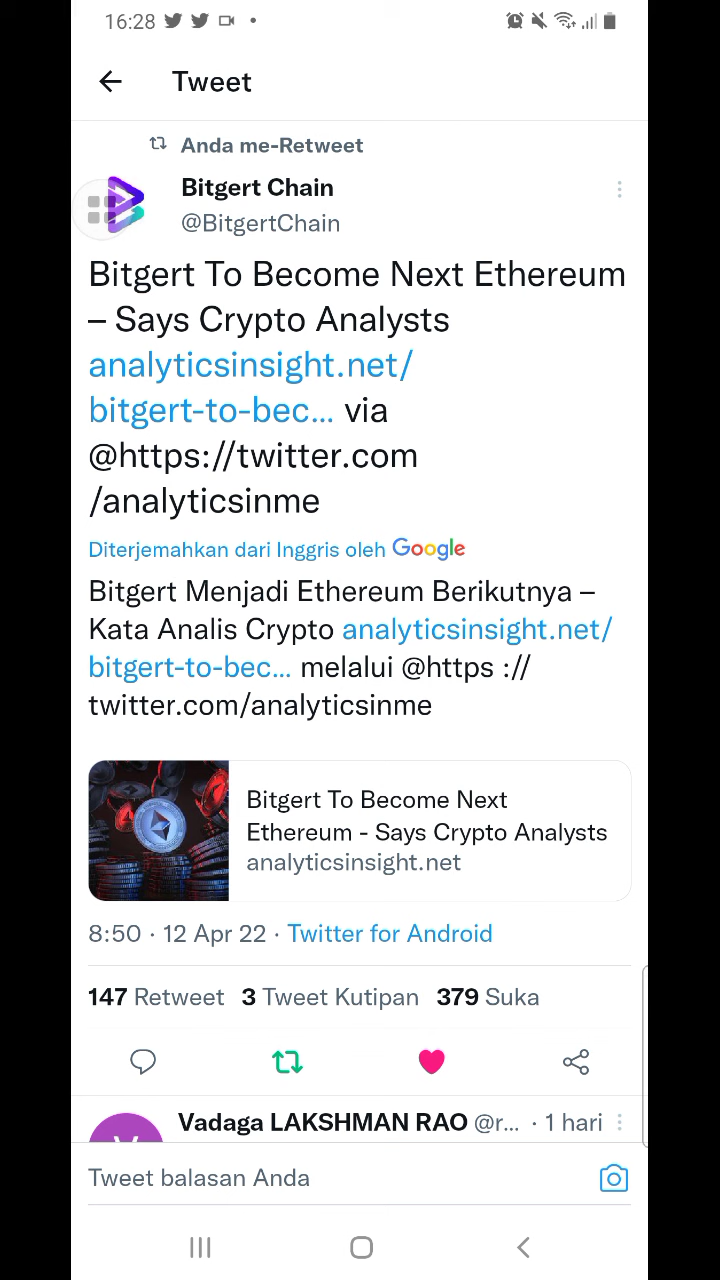 16:28
Tweet
Anda me-Retweet
Bitgert Chain
@BitgertChain
Bitgert To Become Next Ethereum
– Says Crypto Analysts
analyticsinsight.net/
bitgert-to-bec... via
@https://twitter.com
/analyticsinme
Diterjemahkan dari Inggris oleh Google
Bitgert Menjadi Ethereum Berikutnya –
Kata Analis Crypto analyticsinsight.net/
bitgert-to-bec... melalui @https ://
twitter.com/analyticsinme
Bitgert To Become Next
Ethereum - Says Crypto Analysts
analyticsinsight.net
8:50 · 12 Apr 22 · Twitter for Android
147 Retweet 3 Tweet Kutipan 379 Suka
Vadaga LAKSHMAN RAO @r... · 1 hari
V
Tweet balasan Anda